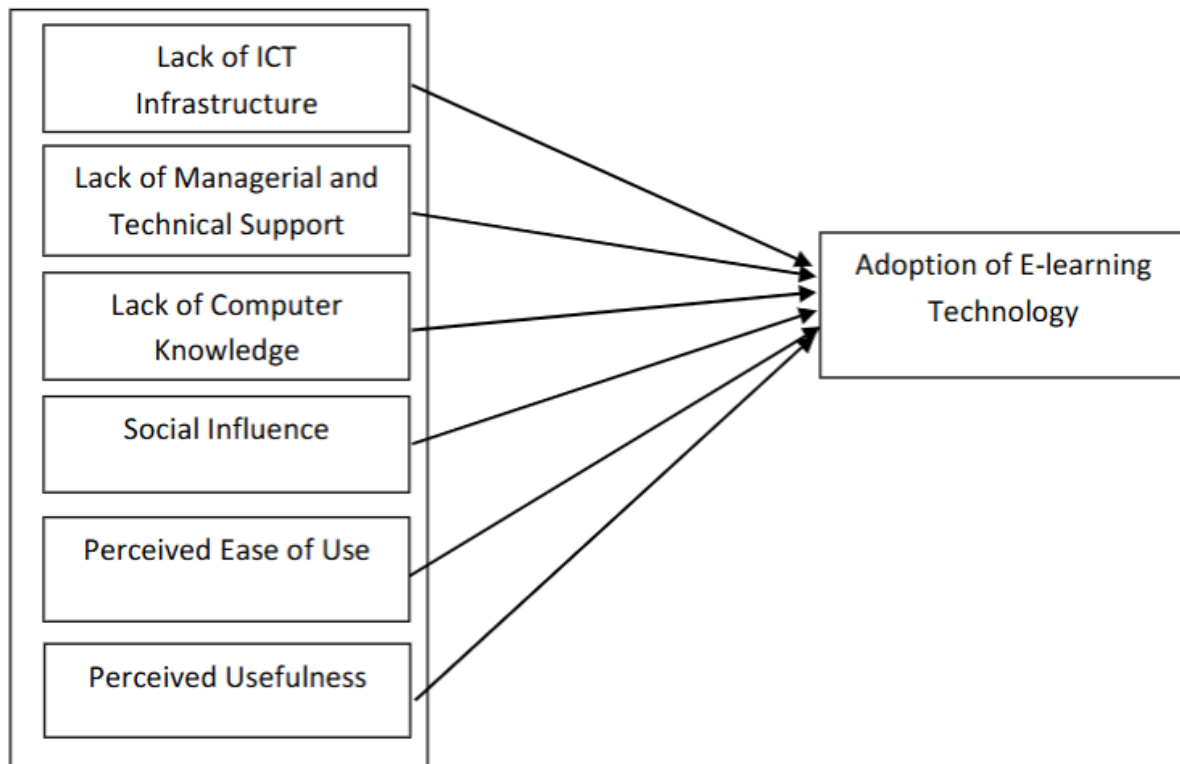 Lack of ICT
Infrastructure
Lack of Managerial and
Technical Support
Lack of Computer
Knowledge
Social Influence
Perceived Ease of Use
Perceived Usefulness
Adoption of E-learning
Technology